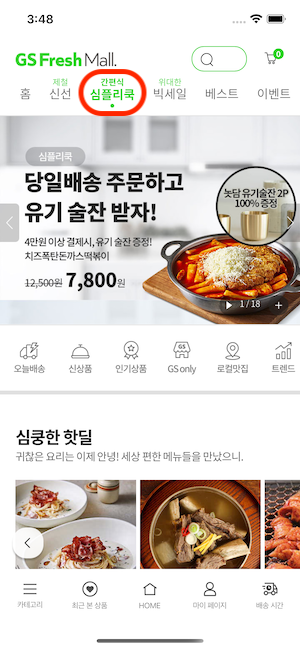 3:48
GS Fresh Mall.
0
제철 간편식 위대한
홈 신선 심플리쿡 빅세일 베스트 이벤트
심플리쿡
당일배송 주문하고
유기 술잔 받자!
놋담 유기술잔 2P
100% 증정
4만원 이상 결제시, 유기 술잔 증정!
치즈폭탄돈까스떡볶이
12,500원 7,800원
1 / 18 +
GS
오늘배송 신상품 인기상품 GS only 로컬맛집 트렌드
심쿵한 핫딜
귀찮은 요리는 이제 안녕! 세상 편한 메뉴들을 만났으니.
카테고리 최근 본 상품 HOME 마이 페이지 배송 시간